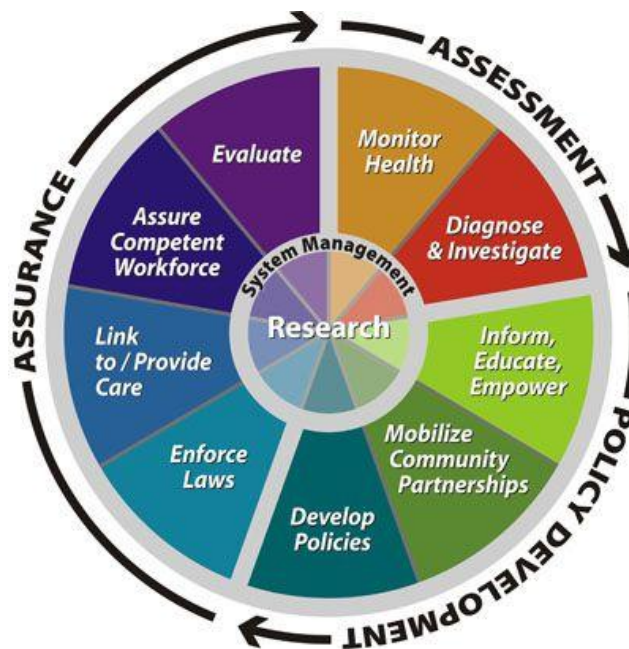 ASSESSMENT
Monitor
Health
Diagnose
& Investigate
POLICY DEVELOPMENT
Inform,
Educate,
Empower
Mobilize
Community
Partnerships
Develop
Policies
ASSURANCE
Enforce
Laws
Link
to / Provide
Care
Assure
Competent
Workforce
Evaluate
System Management
Research